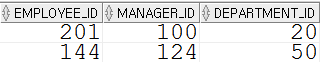 EMPLOYEE_ID MANAGER_ID DEPARTMENT_ID
201 100 20
144 124 50